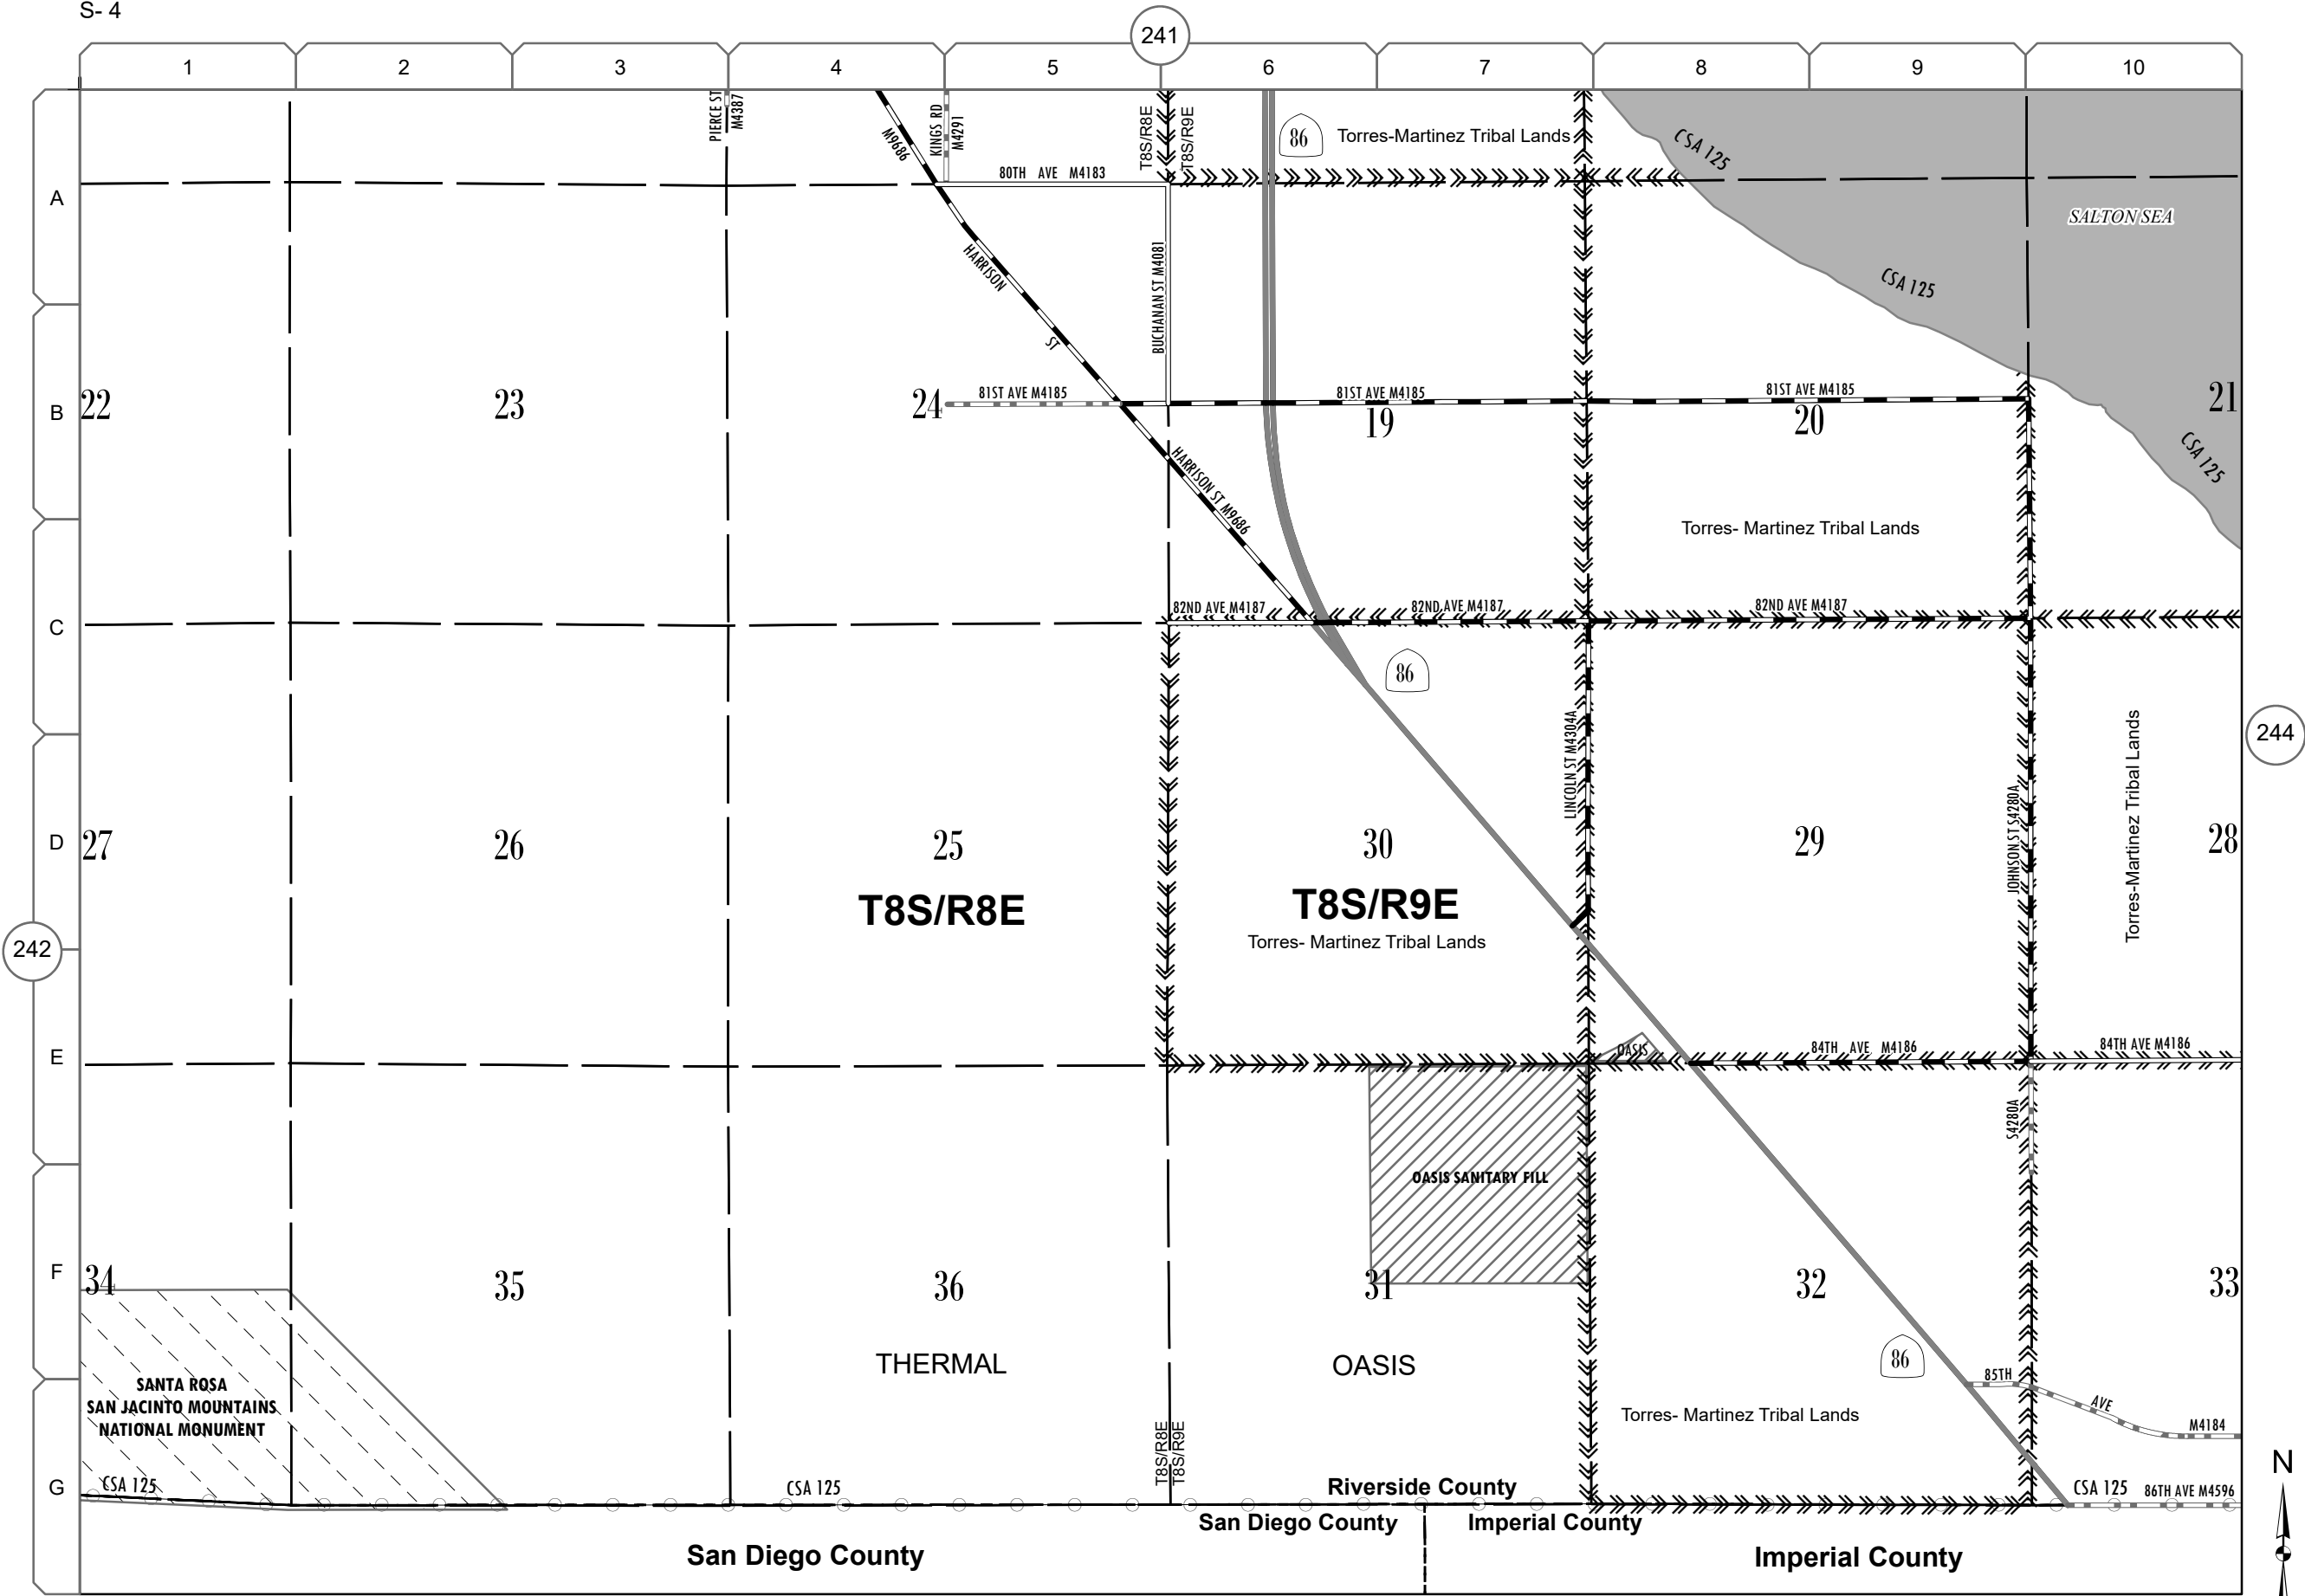 S- 4
241
1
2
3
4
5
6
7
8
9
10
A
B
C
D
E
F
G
242
244
PIERCE ST
M4387
M9686
KINGS RD
M4291
T8S/R8E
T8S/R9E
86
Torres-Martinez Tribal Lands
CSA 125
80TH AVE M4183
SALTON SEA
HARRISON
ST
BUCHANAN ST M4081
CSA 125
22
23
24
81ST AVE M4185
81ST AVE M4185
19
81ST AVE M4185
20
21
CSA 125
HARRISON ST M9686
Torres- Martinez Tribal Lands
82ND AVE M4187
82ND AVE M4187
82ND AVE M4187
86
LINCOLN ST M4304A
JOHNSON ST S4280A
Torres-Martinez Tribal Lands
27
26
25
30
29
28
T8S/R8E
T8S/R9E
Torres- Martinez Tribal Lands
OASIS
84TH AVE M4186
84TH AVE M4186
S4280A
OASIS SANITARY FILL
34
35
36
31
32
33
THERMAL
OASIS
86
85TH
AVE
M4184
SANTA ROSA
SAN JACINTO MOUNTAINS
NATIONAL MONUMENT
Torres- Martinez Tribal Lands
T8S/R8E
T8S/R9E
CSA 125
CSA 125
Riverside County
CSA 125
86TH AVE M4596
San Diego County
Imperial County
San Diego County
Imperial County
N